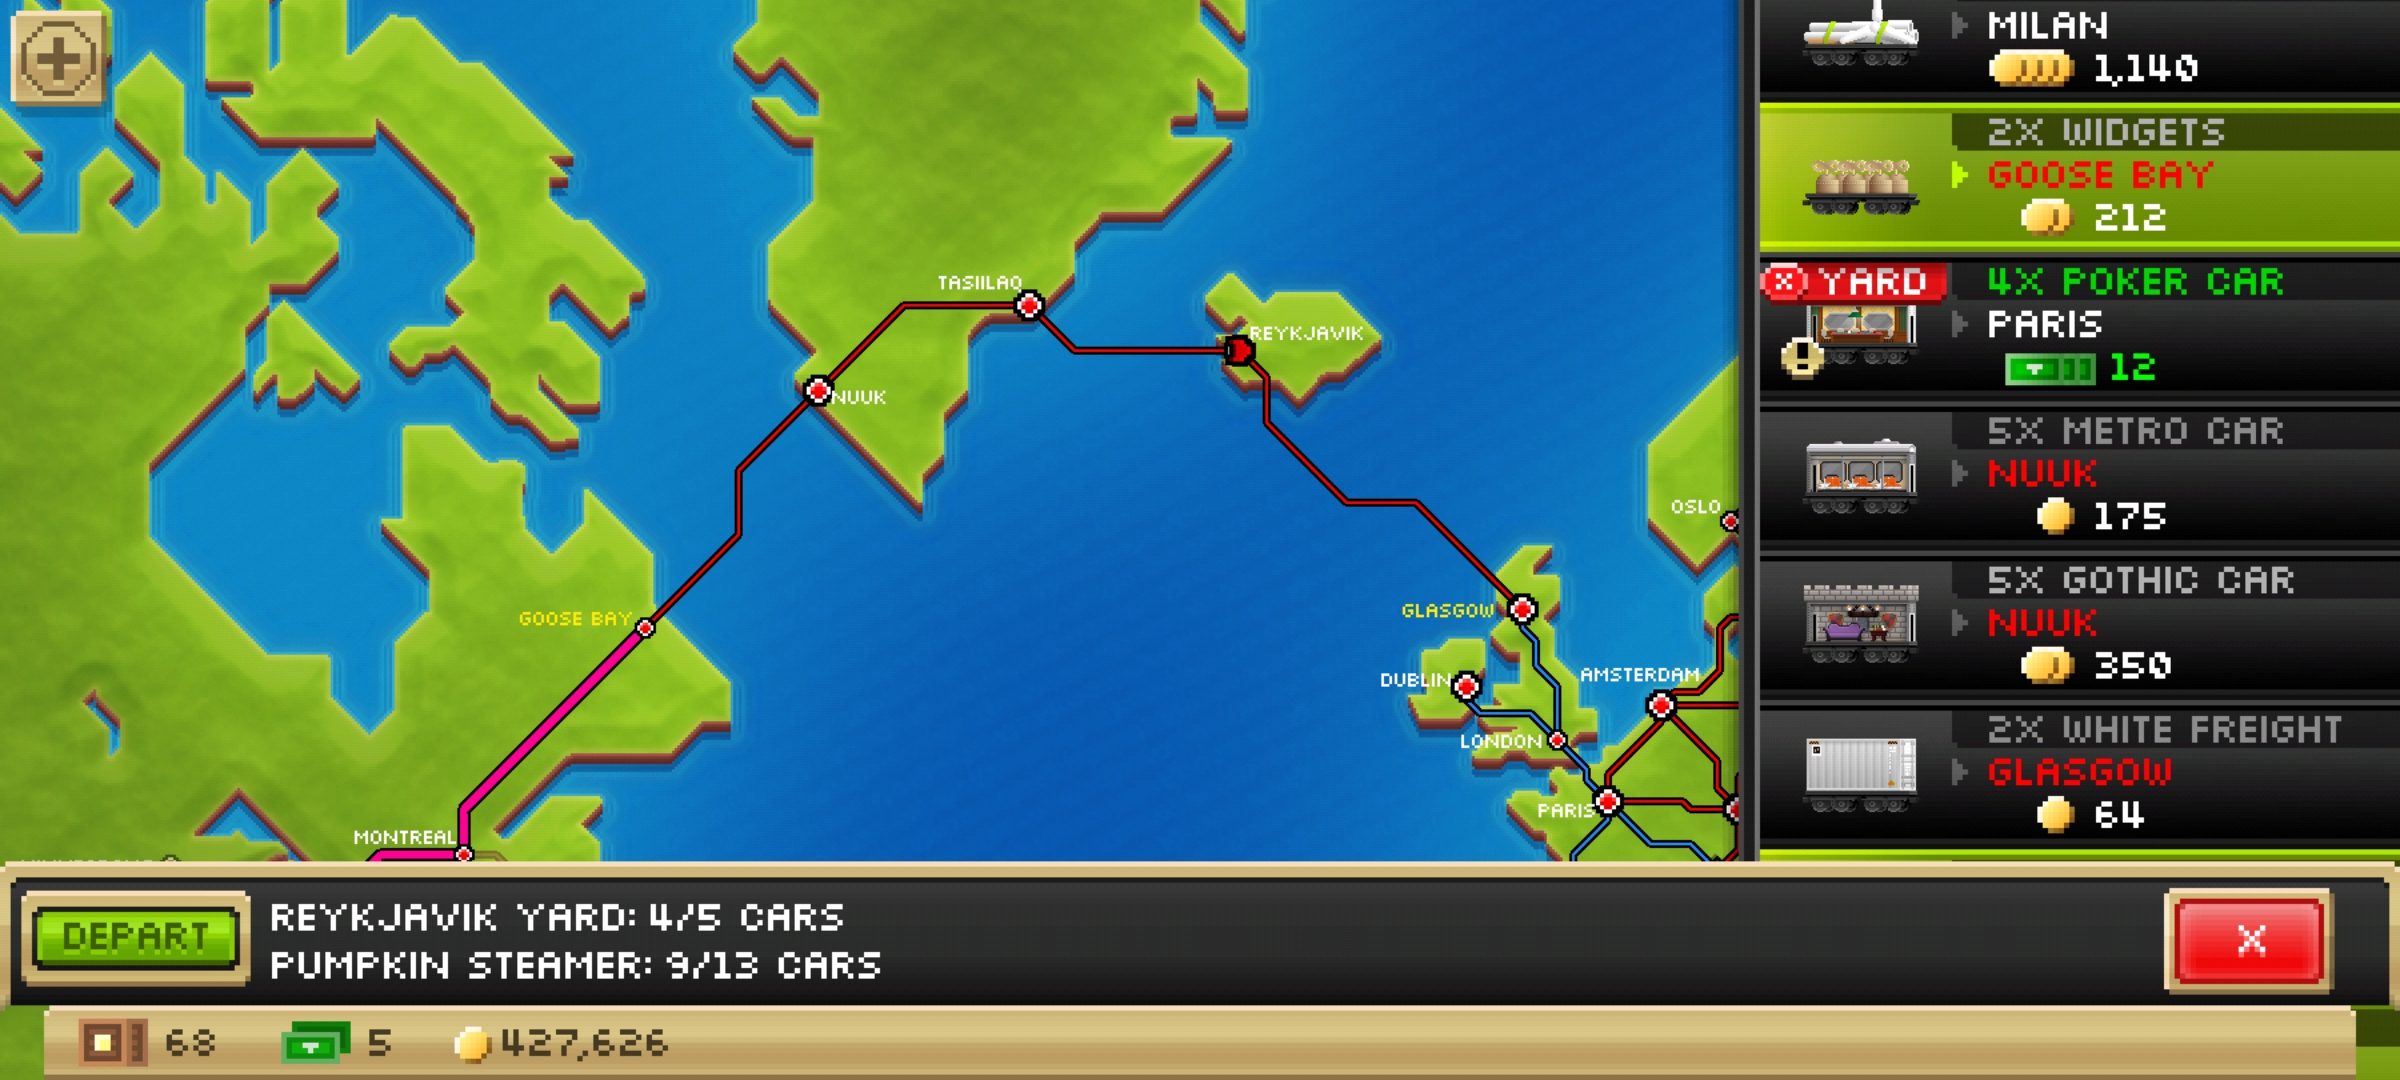 TASIILAQ
REYKJAVIK
NUUK
OSLO
GOOSE BAY
GLASGOW
DUBLIN
AMSTERDAM
LONDON
PARIS
MONTREAL
MILAN
1,140
2X WIDGETS
GOOSE BAY
212
YARD
4X POKER CAR
PARIS
12
5X METRO CAR
NUUK
175
5X GOTHIC CAR
NUUK
350
2X WHITE FREIGHT
GLASGOW
64
DEPART
REYKJAVIK YARD: 4/5 CARS
PUMPKIN STEAMER: 9/13 CARS
X
68
5
427,626